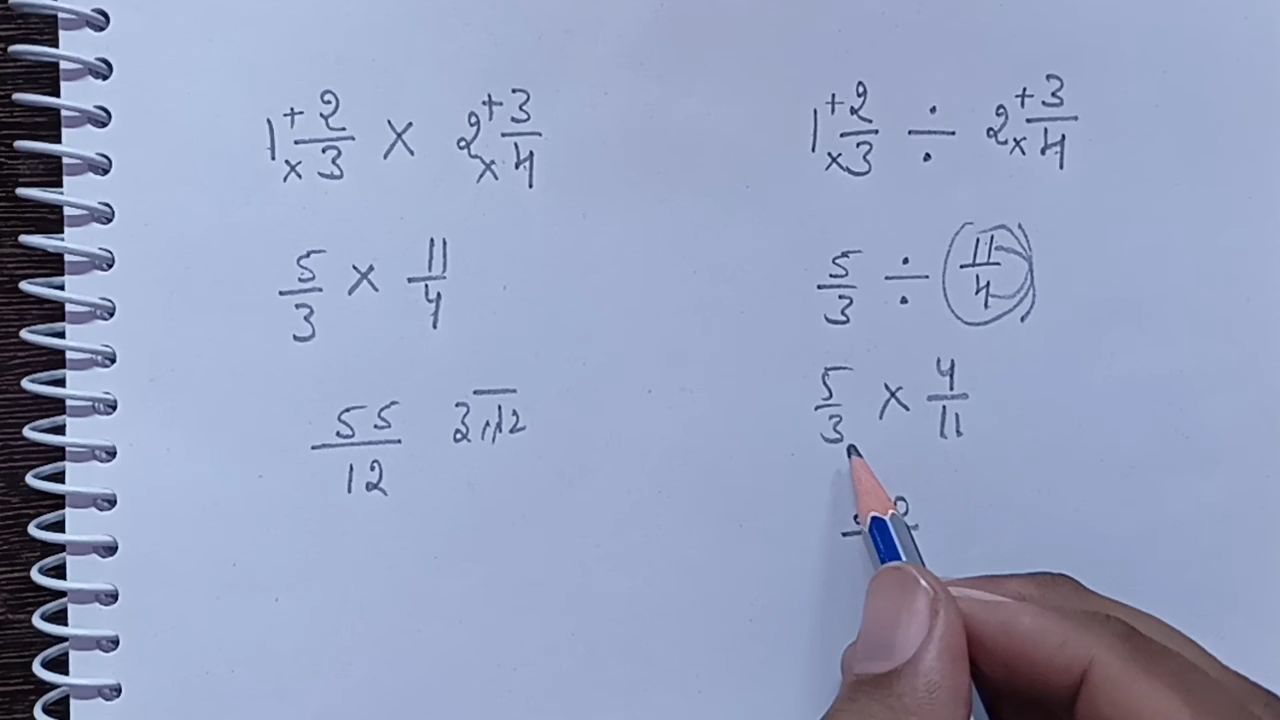 1 + 2/× 3 × 2 + 3/× 4
5/3 × 11/4
55/12 3,12
1 + 2/× 3 ÷ 2 + 3/× 4
5/3 ÷ (11/4)
5/3 × 4/11